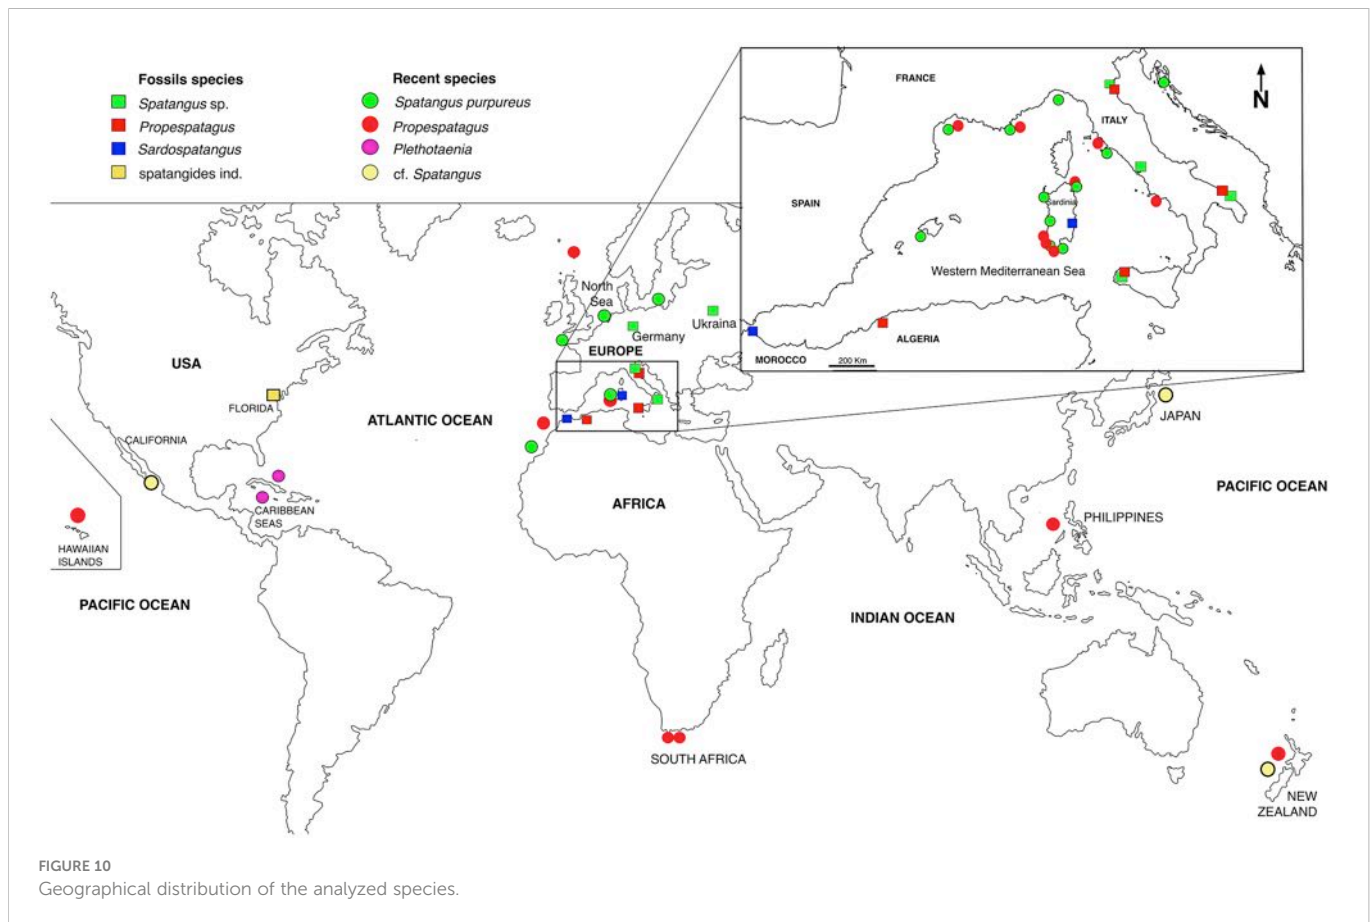 Fossils species
Spatangus sp.
Propespatagus
Sardospatangus
spatangides ind.
Recent species
Spatangus purpureus
Propespatagus
Plethotaenia
cf. Spatangus
FRANCE
N
ITALY
SPAIN
Sardinia
Western Mediterranean Sea
ALGERIA
6
MOROCCO
200 Km
North
Sea
Ukraina
Germany
EUROPE
USA
FLORIDA
ATLANTIC OCEAN
JAPAN
CALIFORNIA
PACIFIC OCEAN
CARIBBEAN
SEAS
AFRICA
PHILIPPINES
HAWAIIAN
ISLANDS
PACIFIC OCEAN
INDIAN OCEAN
SOUTH AFRICA
NEW
ZEALAND
FIGURE 10
Geographical distribution of the analyzed species.